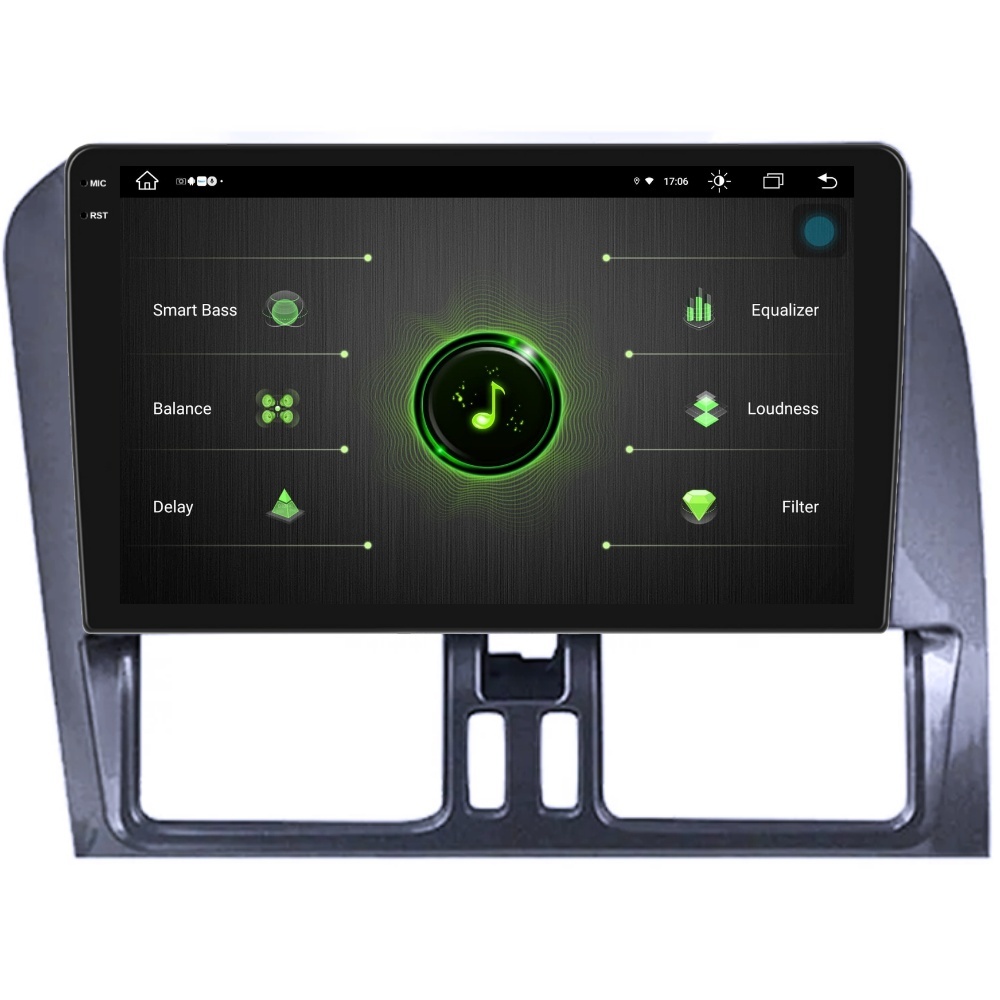 MIC
RST
17:06
Smart Bass
Equalizer
Balance
Loudness
Delay
Filter